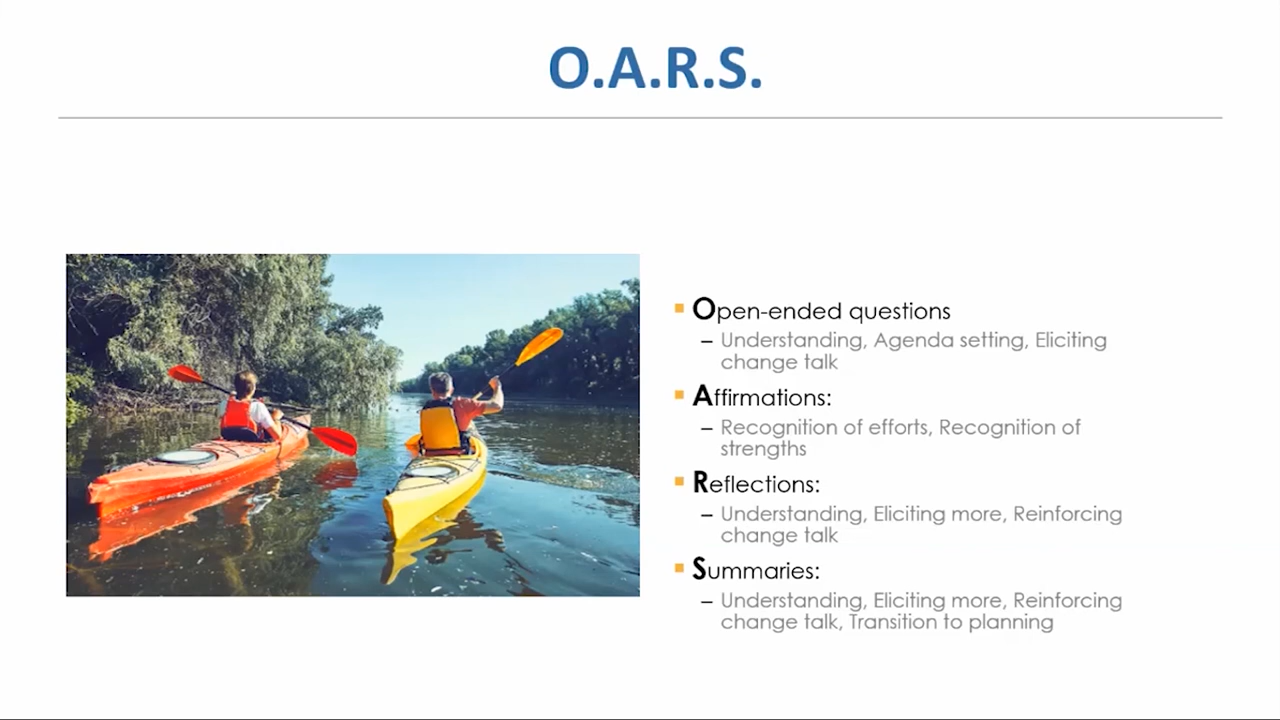 O.A.R.S.
Open-ended questions
– Understanding, Agenda setting, Eliciting
change talk
Affirmations:
– Recognition of efforts, Recognition of
strengths
Reflections:
– Understanding, Eliciting more, Reinforcing
change talk
Summaries:
– Understanding, Eliciting more, Reinforcing
change talk, Transition to planning